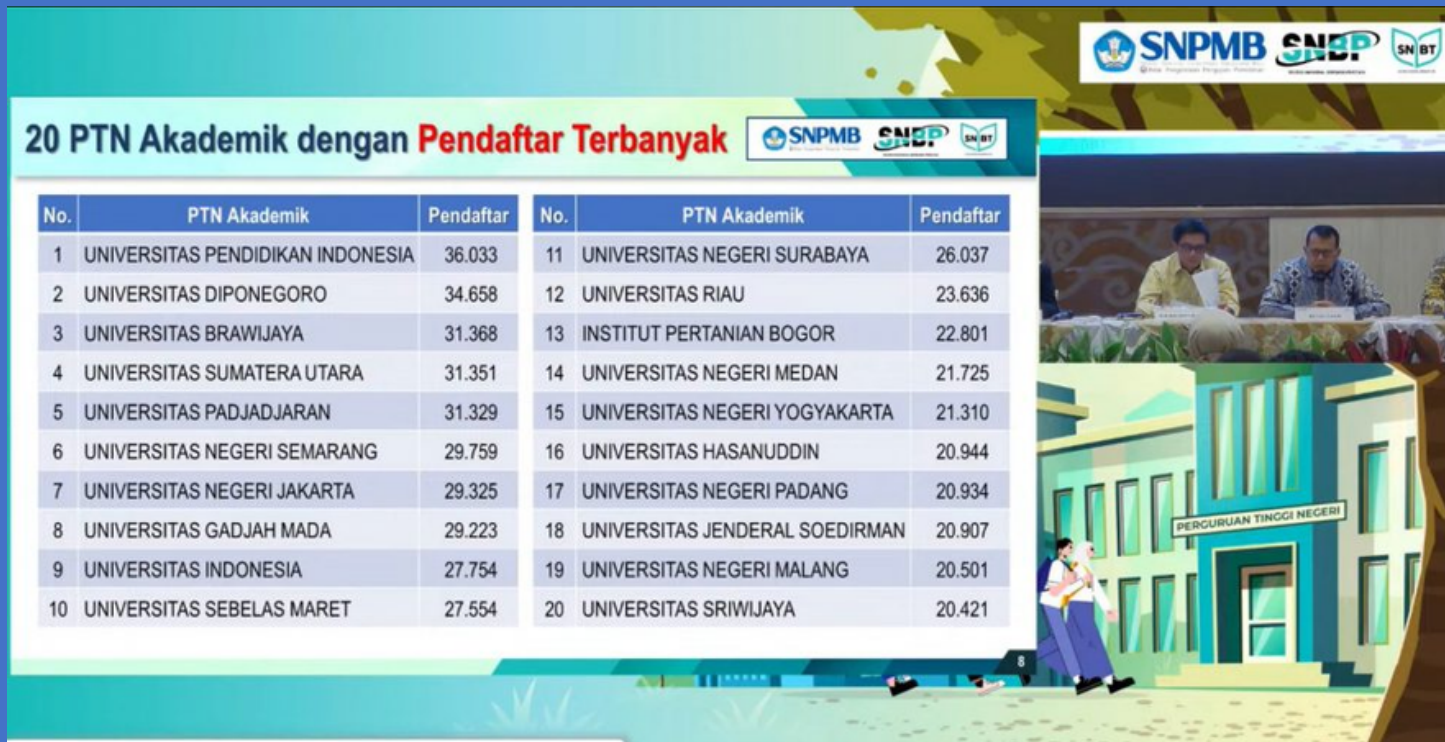 SNPMB SNBP SNBT
20 PTN Akademik dengan Pendaftar Terbanyak
SNPMB SNBP SNBT
No. PTN Akademik Pendaftar
1 UNIVERSITAS PENDIDIKAN INDONESIA 36.033
2 UNIVERSITAS DIPONEGORO 34.658
3 UNIVERSITAS BRAWIJAYA 31.368
4 UNIVERSITAS SUMATERA UTARA 31.351
5 UNIVERSITAS PADJADJARAN 31.329
6 UNIVERSITAS NEGERI SEMARANG 29.759
7 UNIVERSITAS NEGERI JAKARTA 29.325
8 UNIVERSITAS GADJAH MADA 29.223
9 UNIVERSITAS INDONESIA 27.754
10 UNIVERSITAS SEBELAS MARET 27.554
No. PTN Akademik Pendaftar
11 UNIVERSITAS NEGERI SURABAYA 26.037
12 UNIVERSITAS RIAU 23.636
13 INSTITUT PERTANIAN BOGOR 22.801
14 UNIVERSITAS NEGERI MEDAN 21.725
15 UNIVERSITAS NEGERI YOGYAKARTA 21.310
16 UNIVERSITAS HASANUDDIN 20.944
17 UNIVERSITAS NEGERI PADANG 20.934
18 UNIVERSITAS JENDERAL SOEDIRMAN 20.907
19 UNIVERSITAS NEGERI MALANG 20.501
20 UNIVERSITAS SRIWIJAYA 20.421
8
PERGURUAN TINGGI NEGERI